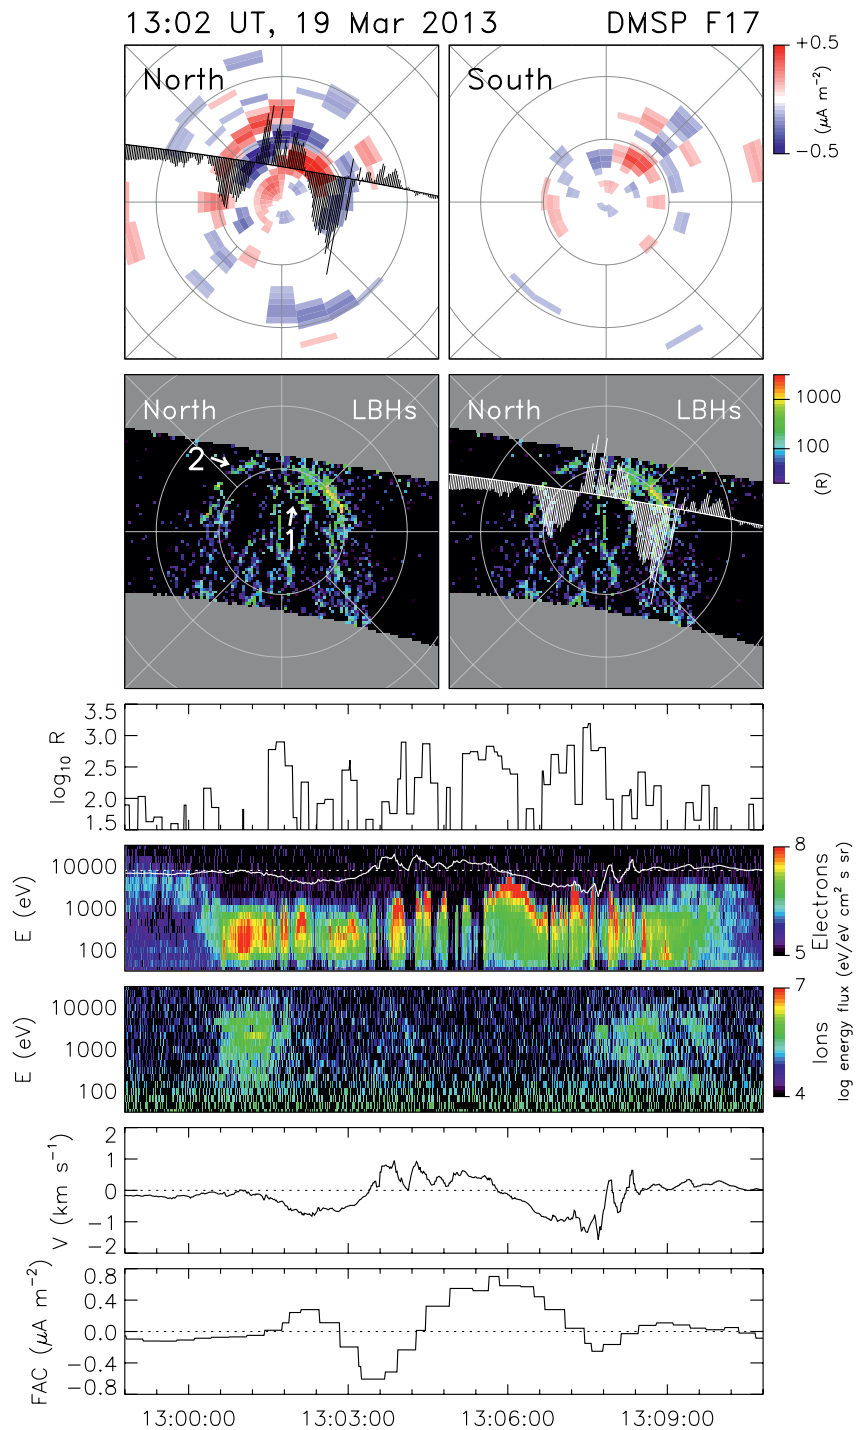 13:02 UT, 19 Mar 2013 DMSP F17
North South
+0.5
(μA m⁻²)
−0.5
North LBHs North LBHs
2
1
1000
100
(R)
3.5
3.0
2.5
2.0
1.5
log₁₀ R
10000
1000
100
E (eV)
8
5
Electrons
10000
1000
100
E (eV)
7
4
Ions
log energy flux (eV/eV cm² s sr)
2
1
0
−1
−2
V (km s⁻¹)
0.8
0.4
0.0
−0.4
−0.8
FAC (μA m⁻²)
13:00:00 13:03:00 13:06:00 13:09:00